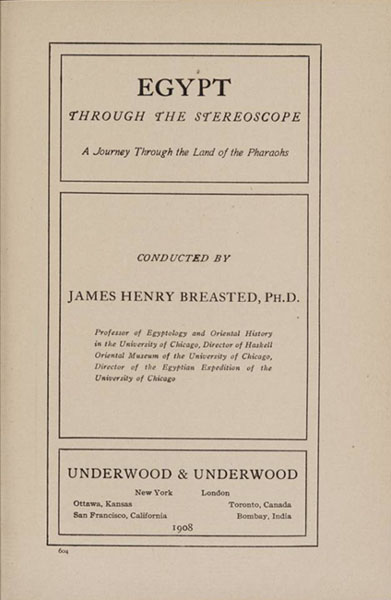 EGYPT
THROUGH THE STEREOSCOPE
A Journey Through the Land of the Pharaohs
CONDUCTED BY
JAMES HENRY BREASTED, PH.D.
Professor of Egyptology and Oriental History
in the University of Chicago, Director of Haskell
Oriental Museum of the University of Chicago,
Director of the Egyptian Expedition of the
University of Chicago
UNDERWOOD & UNDERWOOD
New York London
Ottawa, Kansas Toronto, Canada
San Francisco, California Bombay, India
1908
604